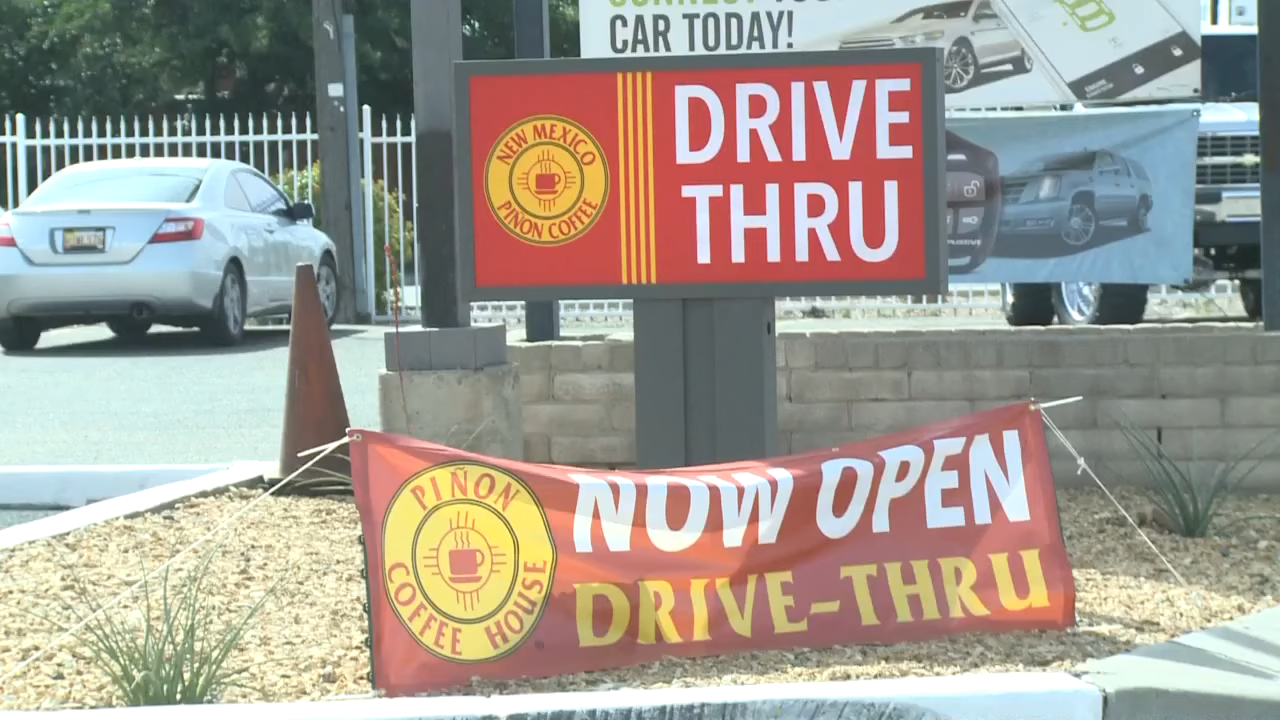 CAR TODAY!
NEW MEXICO
PIÑON COFFEE
DRIVE
THRU
PIÑON
COFFEE HOUSE
NOW OPEN
DRIVE-THRU